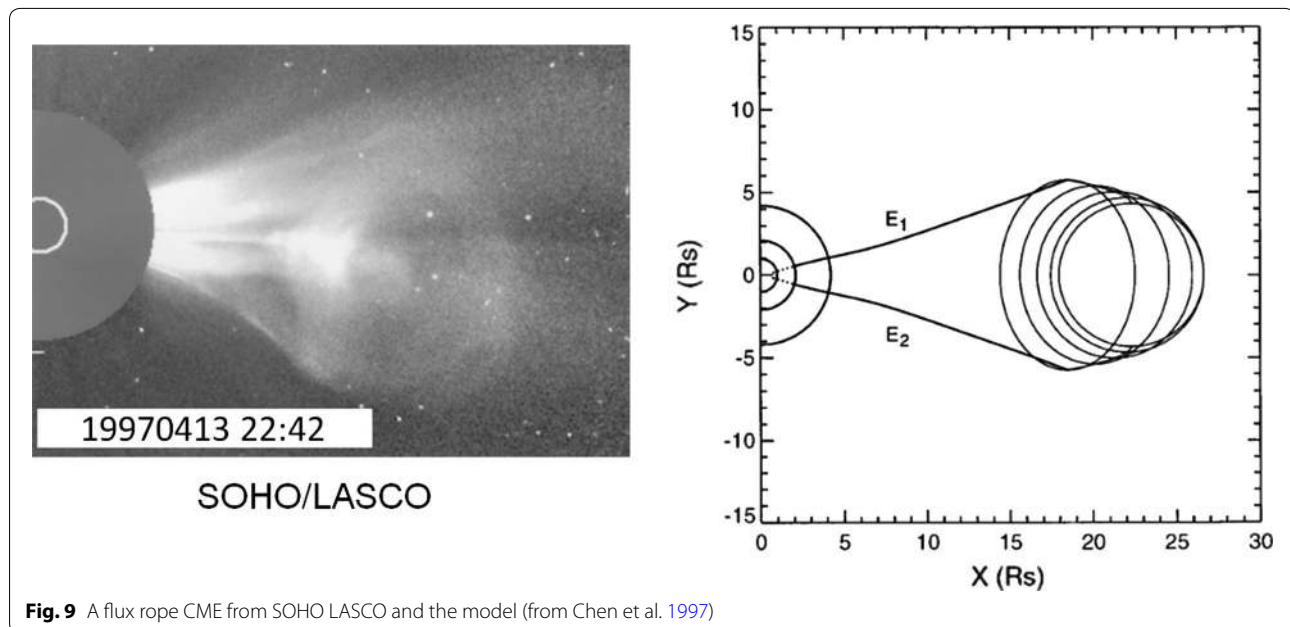 19970413 22:42
SOHO/LASCO
15
10
5
0
-5
-10
-15
Y (Rs)
E1
E2
0 5 10 15 20 25 30
X (Rs)
Fig. 9 A flux rope CME from SOHO LASCO and the model (from Chen et al. 1997)